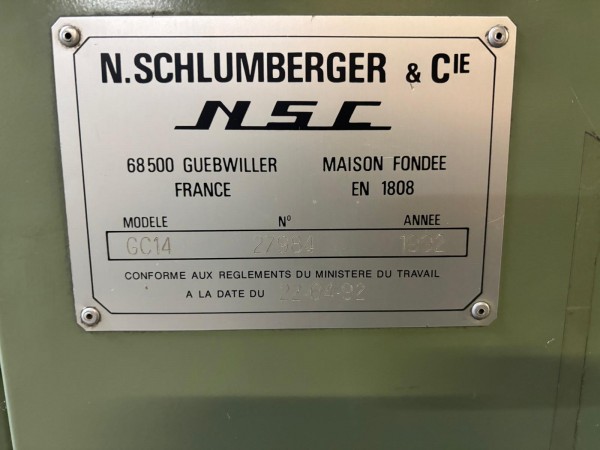 N. SCHLUMBERGER & CIE
NSC
68500 GUEBWILLER MAISON FONDEE
FRANCE EN 1808
MODELE Nº ANNEE
GC14
CONFORME AUX REGLEMENTS DU MINISTERE DU TRAVAIL
A LA DATE DU